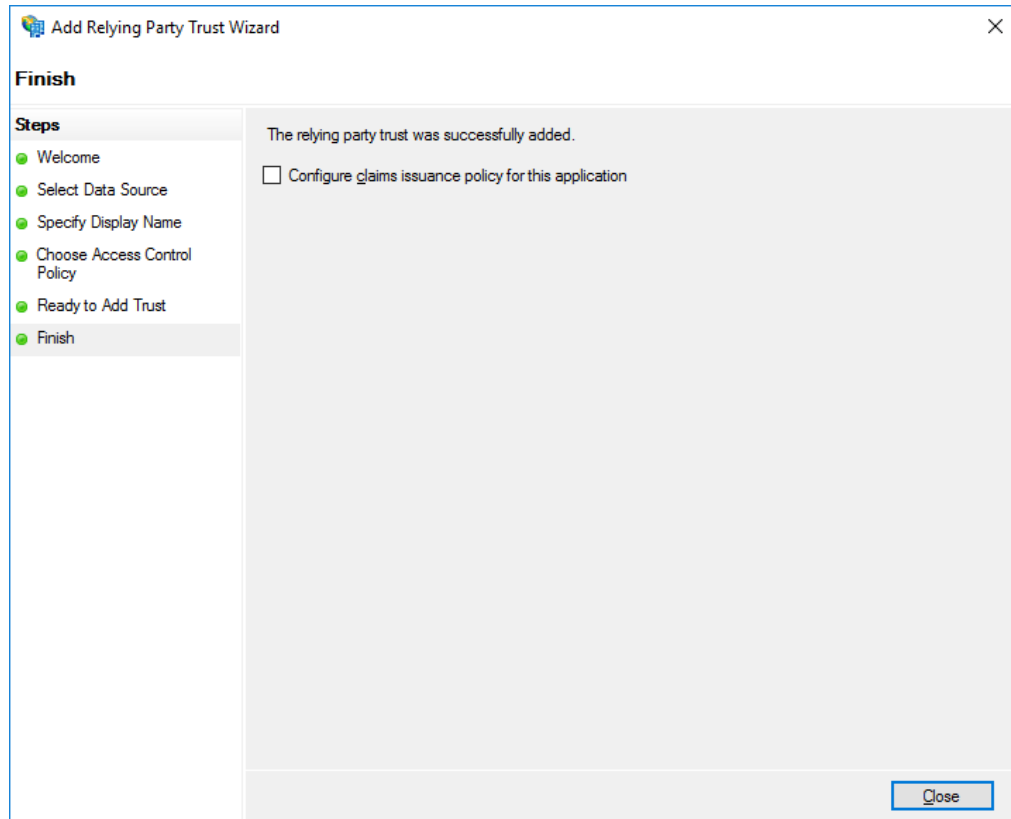 Add Relying Party Trust Wizard
Finish
Steps
Welcome
Select Data Source
Specify Display Name
Choose Access Control
Policy
Ready to Add Trust
Finish
The relying party trust was successfully added.
Configure claims issuance policy for this application
Close